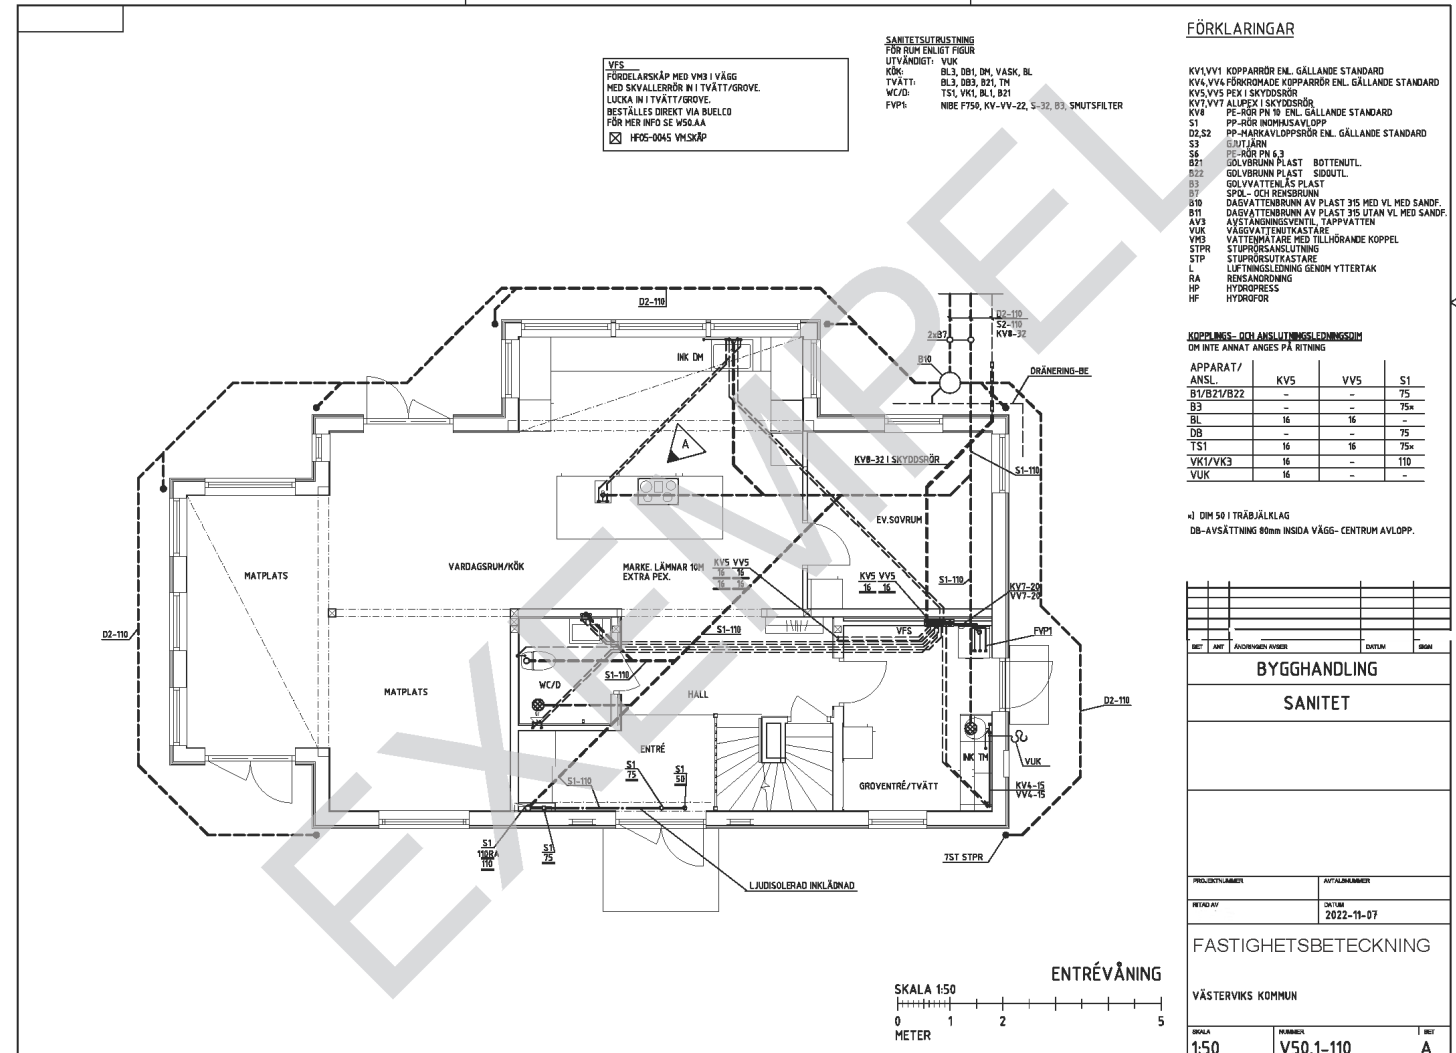 VFS
FÖRDELARSKÅP MED VM3 I VÄGG
MED SKVALLERRÖR IN I TVÄTT/GROVE.
LUCKA IN I TVÄTT/GROVE.
BESTÄLLES DIREKT VIA BUELCO
FÖR MER INFO SE W50.AA
HF05-0045 VM.SKÅP
SANITETSUTRUSTNING
FÖR RUM ENLIGT FIGUR
UTVÄNDIGT: VUK
KÖK: BL3, DB1, DM, VASK, BL
TVÄTT: BL3, DB3, B21, TM
WC/D: TS1, VK1, BL1, B21
FVP1: NIBE F750, KV-VV-22, S-32, B3, SMUTSFILTER
FÖRKLARINGAR
KV1,VV1 KOPPARRÖR ENL. GÄLLANDE STANDARD
KV4,VV4 FÖRKROMADE KOPPARRÖR ENL. GÄLLANDE STANDARD
KV5,VV5 PEX I SKYDDSRÖR
KV7,VV7 ALUPEX I SKYDDSRÖR
KV8 PE-RÖR PN 10 ENL. GÄLLANDE STANDARD
S1 PP-RÖR INOMHUSAVLOPP
D2,S2 PP-MARKAVLOPPSRÖR ENL. GÄLLANDE STANDARD
S3 GJUTJÄRN
S6 PE-RÖR PN 6,3
B21 GOLVBRUNN PLAST BOTTENUTL.
B22 GOLVBRUNN PLAST SIDOUTL.
B3 GOLVVATTENLÅS PLAST
B7 SPOL- OCH RENSBRUNN
B10 DAGVATTENBRUNN AV PLAST 315 MED VL MED SANDF.
B11 DAGVATTENBRUNN AV PLAST 315 UTAN VL MED SANDF.
AV3 AVSTÄNGNINGSVENTIL, TAPPVATTEN
VUK VÄGGVATTENUTKASTARE
VM3 VATTENMÄTARE MED TILLHÖRANDE KOPPEL
STPR STUPRÖRSANSLUTNING
STP STUPRÖRSUTKASTARE
L LUFTNINGSLEDNING GENOM YTTERTAK
RA RENSANORDNING
HP HYDROPRESS
HF HYDROFOR
KOPPLINGS- OCH ANSLUTNINGSLEDNINGSDIM
OM INTE ANNAT ANGES PÅ RITNING
APPARAT/
ANSL. KV5 VV5 S1
B1/B21/B22 - - 75
B3 - - 75*
BL 16 16 -
DB - - 75
TS1 16 16 75*
VK1/VK3 16 - 110
VUK 16 - -
*) DIM 50 I TRÄBJÄLKLAG
DB-AVSÄTTNING 80mm INSIDA VÄGG- CENTRUM AVLOPP.
D2-110
D2-110
S2-110
KV8-32
2xB7
B10
DRÄNERING-BE
INK DM
A
KV8-32 I SKYDDSRÖR
S1-110
EV.SOVRUM
MATPLATS
VARDAGSRUM/KÖK
MARKE. LÄMNAR 10M
EXTRA PEX.
KV5 VV5
16 16
16 16
KV5 VV5
16 16
S1-110
KV7-20
VV7-20
D2-110
S1-110
VFS
FVP1
S1-110
WC/D
MATPLATS
HALL
D2-110
ENTRÉ
S1-110
S1
75
S1
50
INK TM
VUK
GROVENTRÉ/TVÄTT
KV4-15
VV4-15
S1
110RA
110
S1
75
7ST STPR
LJUDISOLERAD INKLÄDNAD
EXEMPEL
ENTRÉVÅNING
SKALA 1:50
0 1 2 5
METER
BET ANT ÄNDRINGEN AVSER DATUM SIGN
BYGGHANDLING
SANITET
PROJEKTNUMMER AVTALSNUMMER
RITAD AV DATUM
2022-11-07
FASTIGHETSBETECKNING
VÄSTERVIKS KOMMUN
SKALA NUMMER BET
1:50 V50.1-110 A